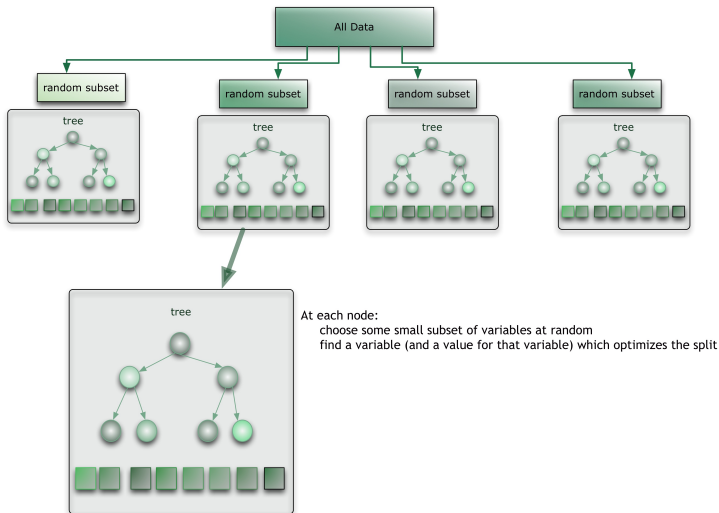 All Data
random subset
random subset
random subset
random subset
tree
tree
tree
tree
tree
At each node:
choose some small subset of variables at random
find a variable (and a value for that variable) which optimizes the split